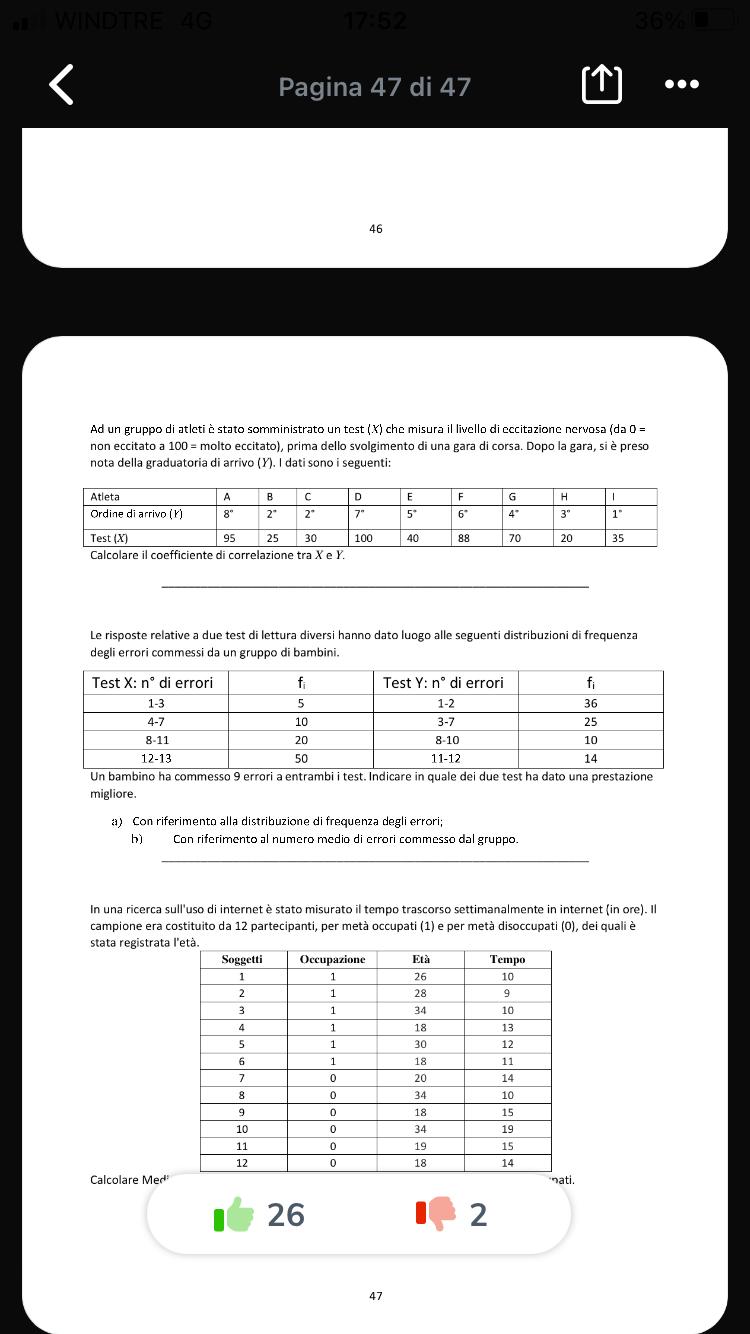 WINDTRE 4G 17:52 36%
Pagina 47 di 47
46
Ad un gruppo di atleti è stato somministrato un test (X) che misura il livello di eccitazione nervosa (da 0 =
non eccitato a 100 = molto eccitato), prima dello svolgimento di una gara di corsa. Dopo la gara, si è preso
nota della graduatoria di arrivo (Y). I dati sono i seguenti:
Atleta A B C D E F G H I
Ordine di arrivo (Y) 8° 2° 2° 7° 5° 6° 4° 3° 1°
Test (X) 95 25 30 100 40 88 70 20 35
Calcolare il coefficiente di correlazione tra X e Y.
Le risposte relative a due test di lettura diversi hanno dato luogo alle seguenti distribuzioni di frequenza
degli errori commessi da un gruppo di bambini.
Test X: n° di errori fi Test Y: n° di errori fi
1-3 5 1-2 36
4-7 10 3-7 25
8-11 20 8-10 10
12-13 50 11-12 14
Un bambino ha commesso 9 errori a entrambi i test. Indicare in quale dei due test ha dato una prestazione
migliore.
a) Con riferimento alla distribuzione di frequenza degli errori;
b) Con riferimento al numero medio di errori commesso dal gruppo.
In una ricerca sull'uso di internet è stato misurato il tempo trascorso settimanalmente in internet (in ore). Il
campione era costituito da 12 partecipanti, per metà occupati (1) e per metà disoccupati (0), dei quali è
stata registrata l'età.
Soggetti Occupazione Età Tempo
1 1 26 10
2 1 28 9
3 1 34 10
4 1 18 13
5 1 30 12
6 1 18 11
7 0 20 14
8 0 34 10
9 0 18 15
10 0 34 19
11 0 19 15
12 0 18 14
Calcolare
26 2
47